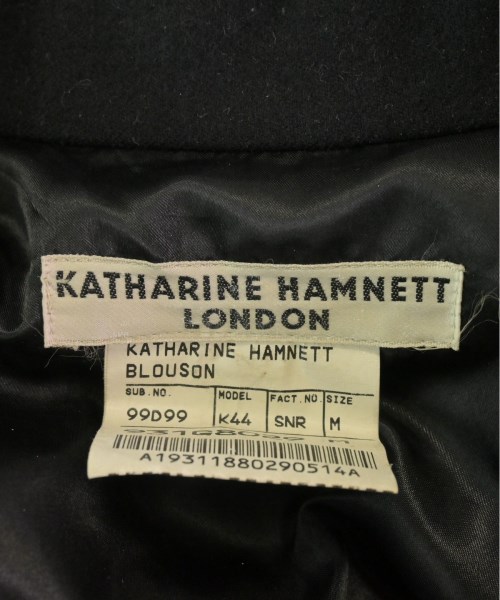 KATHARINE HAMNETT
LONDON
KATHARINE HAMNETT
BLOUSON
SUB.NO. MODEL FACT.NO. SIZE
99D99 K44 SNR M
A19311880290514A